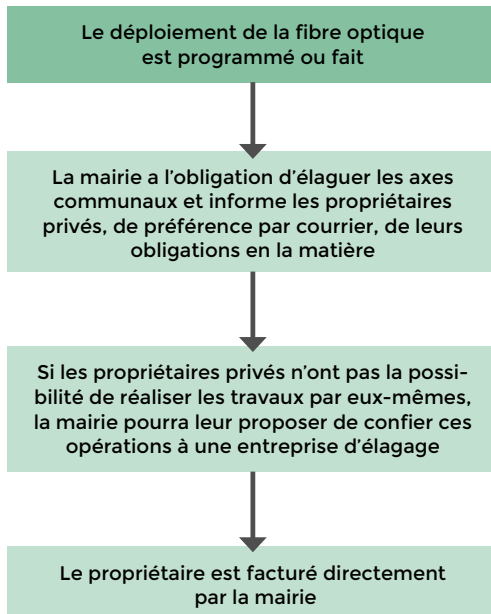 Le déploiement de la fibre optique
est programmé ou fait
La mairie a l’obligation d’élaguer les axes
communaux et informe les propriétaires
privés, de préférence par courrier, de leurs
obligations en la matière
Si les propriétaires privés n’ont pas la possi-
bilité de réaliser les travaux par eux-mêmes,
la mairie pourra leur proposer de confier ces
opérations à une entreprise d’élagage
Le propriétaire est facturé directement
par la mairie